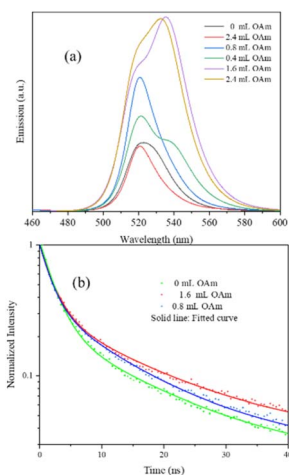 (a)
0 mL OAm
2.4 mL OAm
0.8 mL OAm
0.4 mL OAm
1.6 mL OAm
2.4 mL OAm
Emission (a.u.)
460 480 500 520 540 560 580 600
Wavelength (nm)
(b)
0 mL OAm
1.6 mL OAm
0.8 mL OAm
Solid line: Fitted curve
Normalized Intensity
1
0.1
0 10 20 30 40
Time (ns)